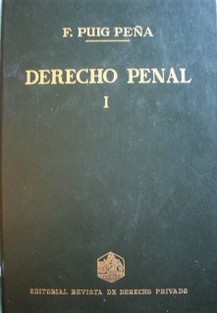 F. PUIG PEÑA
DERECHO PENAL
I
EDITORIAL REVISTA DE DERECHO PRIVADO